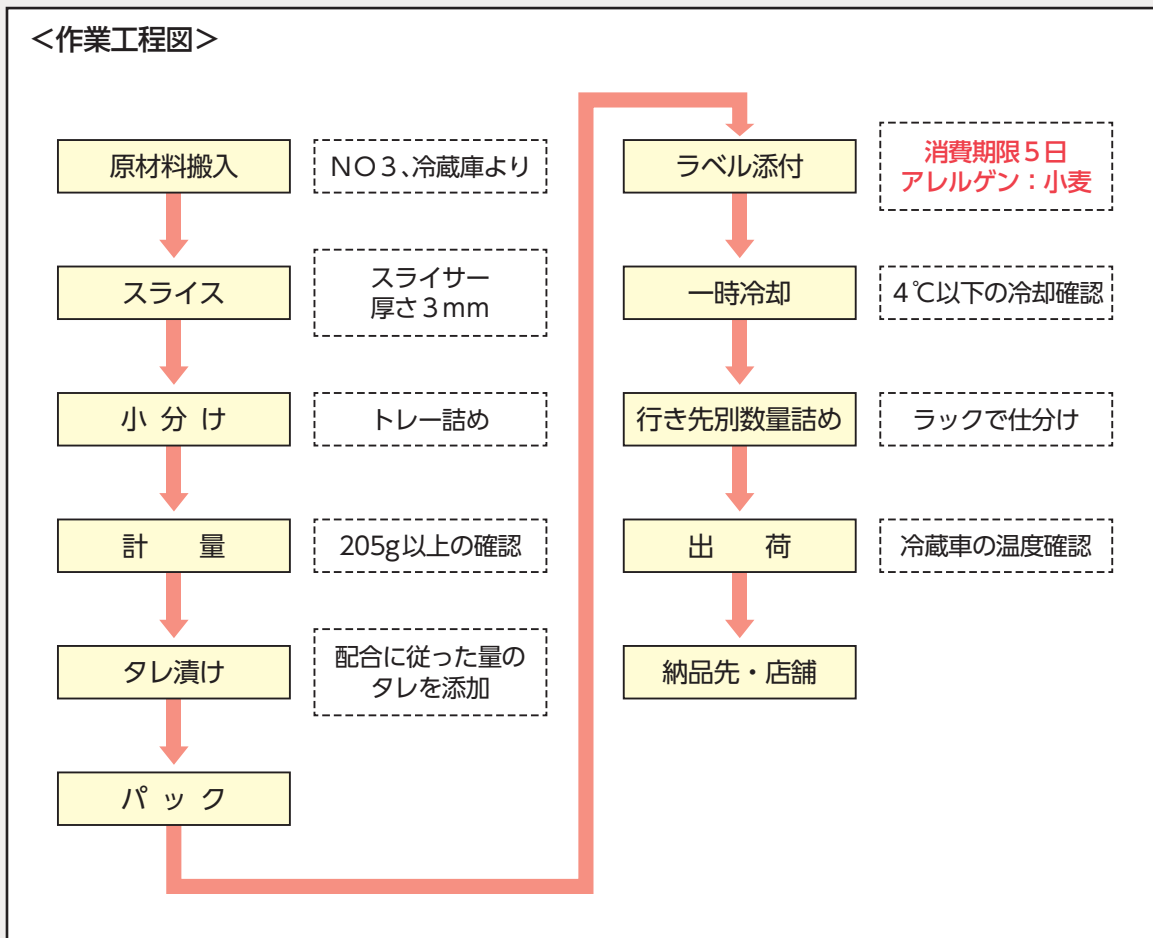 ＜作業工程図＞
原材料搬入
ＮＯ３、冷蔵庫より
スライス
スライサー
厚さ３mm
小分け
トレー詰め
計量
205g以上の確認
タレ漬け
配合に従った量の
タレを添加
パック
ラベル添付
消費期限５日
アレルゲン：小麦
一時冷却
４℃以下の冷却確認
行き先別数量詰め
ラックで仕分け
出荷
冷蔵車の温度確認
納品先・店舗